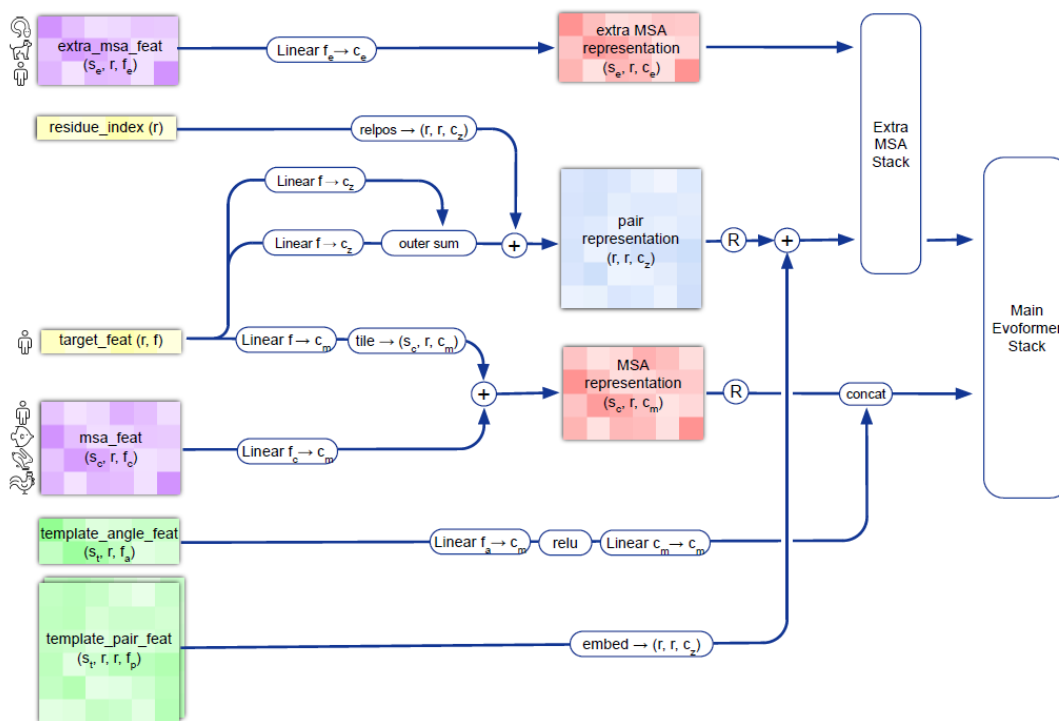 extra_msa_feat
(sₑ, r, fₑ)
Linear fₑ → cₑ
extra MSA
representation
(sₑ, r, cₑ)
residue_index (r)
relpos → (r, r, c_z)
Extra
MSA
Stack
Linear f → c_z
Linear f → c_z
outer sum
+
pair
representation
(r, r, c_z)
R
+
target_feat (r, f)
Linear f → c_m
tile → (s_c, r, c_m)
+
MSA
representation
(s_c, r, c_m)
R
concat
Main
Evoformer
Stack
msa_feat
(s_c, r, f_c)
Linear f_c → c_m
template_angle_feat
(s_t, r, f_a)
Linear f_a → c_m
relu
Linear c_m → c_m
template_pair_feat
(s_t, r, r, f_p)
embed → (r, r, c_z)